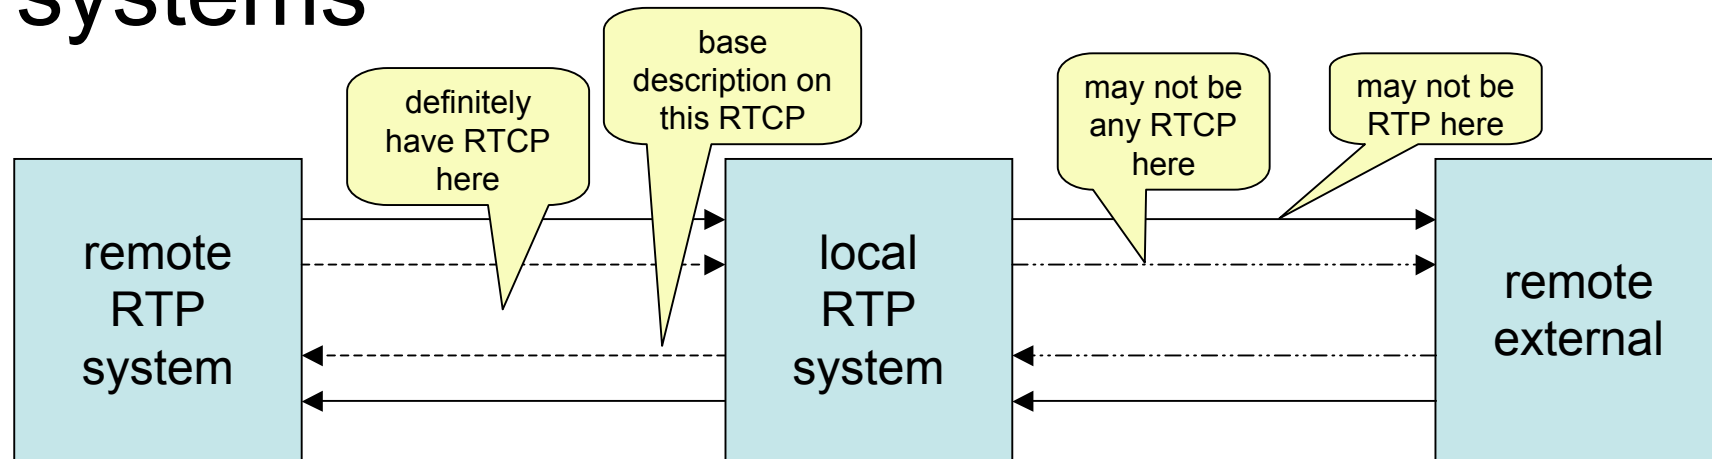 systems
definitely
have RTCP
here
base
description on
this RTCP
may not be
any RTCP
here
may not be
RTP here
remote
RTP
system
local
RTP
system
remote
external